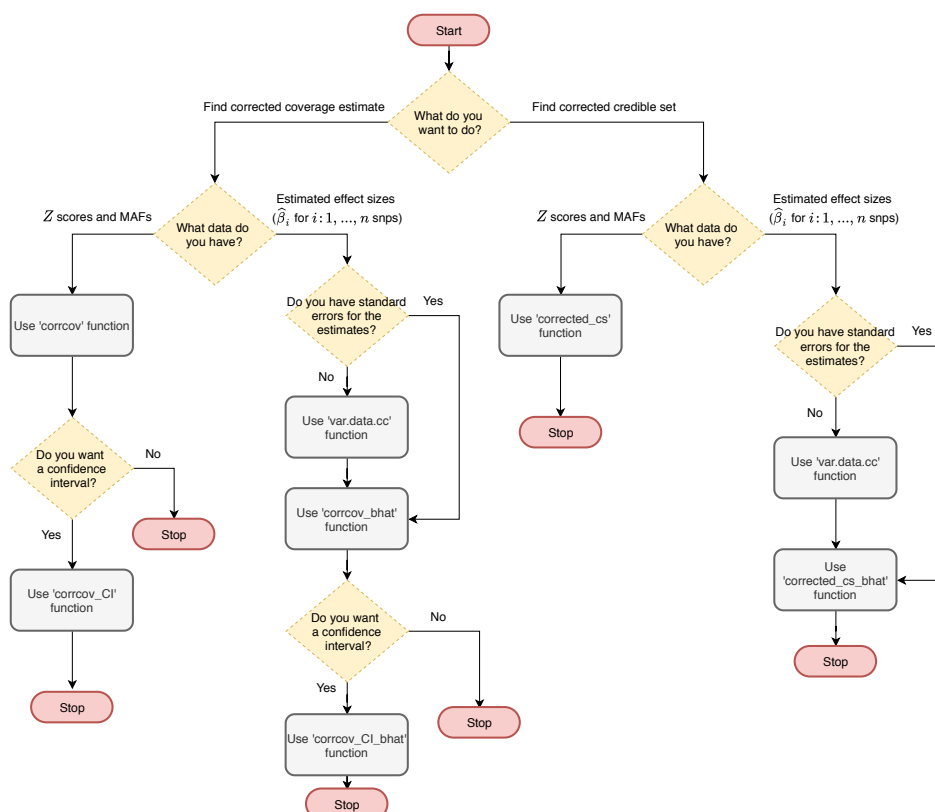 Start
What do you
want to do?
Find corrected coverage estimate
Find corrected credible set
What data do
you have?
Z scores and MAFs
Estimated effect sizes
(β̂ᵢ for i: 1, ..., n snps)
Use 'corrcov' function
Do you want
a confidence
interval?
No
Stop
Yes
Use 'corrcov_CI'
function
Stop
Do you have standard
errors for the
estimates?
Yes
No
Use 'var.data.cc'
function
Use 'corrcov_bhat'
function
Do you want
a confidence
interval?
No
Stop
Yes
Use 'corrcov_CI_bhat'
function
Stop
What data do
you have?
Z scores and MAFs
Estimated effect sizes
(β̂ᵢ for i: 1, ..., n snps)
Use 'corrected_cs'
function
Stop
Do you have standard
errors for the
estimates?
Yes
No
Use 'var.data.cc'
function
Use
'corrected_cs_bhat'
function
Stop